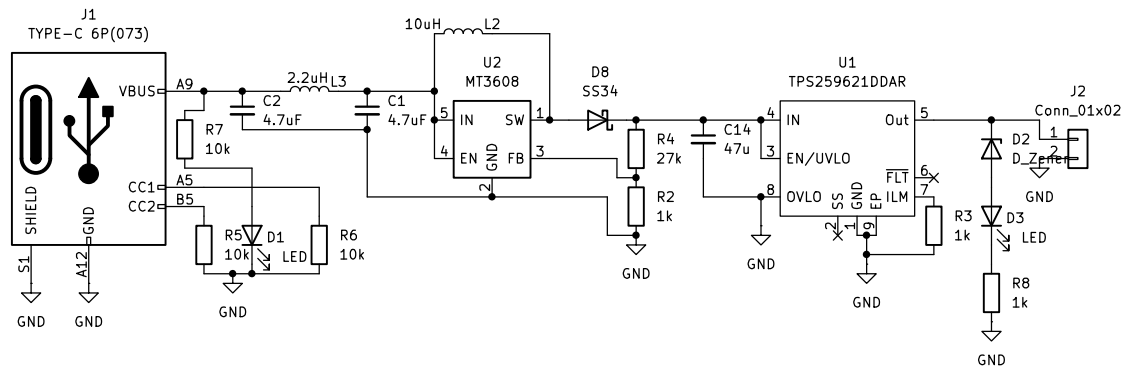 J1
TYPE-C 6P(073)
VBUS
A9
CC1
A5
CC2
B5
SHIELD
GND
S1
A12
GND
GND
R7
10k
C2
4.7uF
2.2uH
L3
C1
4.7uF
R5
10k
D1
LED
R6
10k
GND
10uH
L2
U2
MT3608
5
IN
SW
1
4
EN
FB
3
GND
2
D8
SS34
R4
27k
R2
1k
GND
C14
47u
GND
U1
TPS259621DDAR
4
IN
Out
5
3
EN/UVLO
FLT
6
8
OVLO
ILM
7
SS
GND
EP
2
1
9
R3
1k
GND
D2
D_Zener
D3
LED
R8
1k
GND
J2
Conn_01x02
1
2
GND